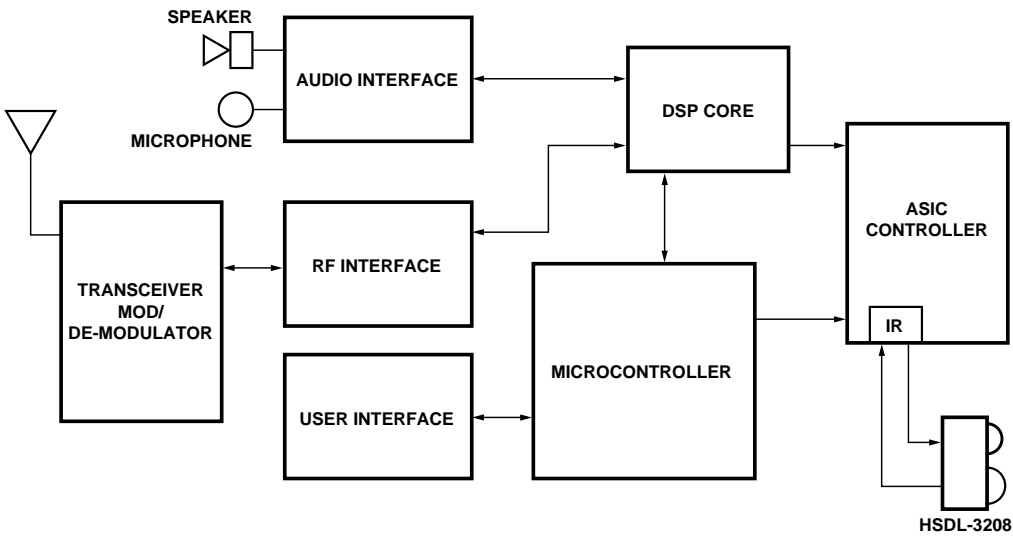 SPEAKER
AUDIO INTERFACE
MICROPHONE
DSP CORE
ASIC
CONTROLLER
RF INTERFACE
TRANSCEIVER
MOD/
DE-MODULATOR
IR
MICROCONTROLLER
USER INTERFACE
HSDL-3208